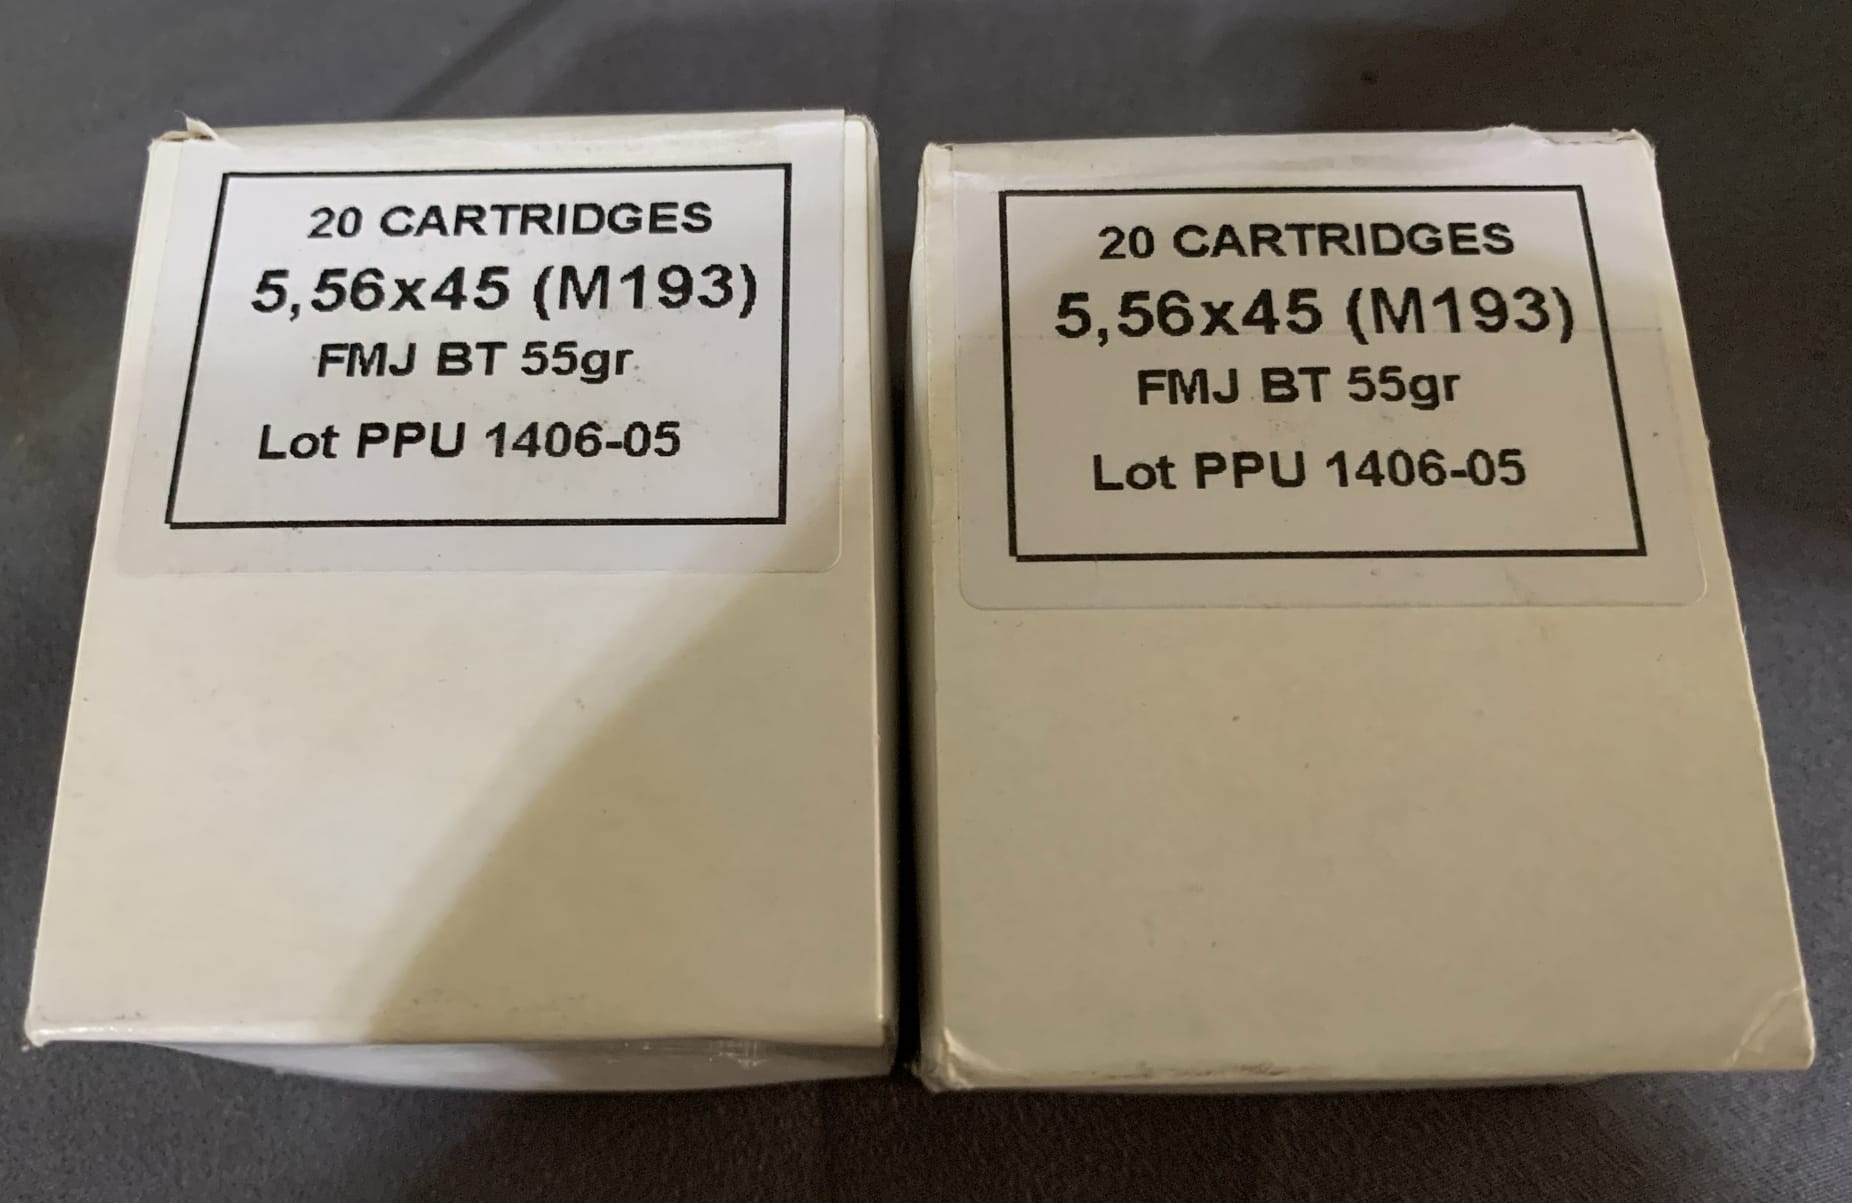 20 CARTRIDGES
5,56x45 (M193)
FMJ BT 55gr
Lot PPU 1406-05
20 CARTRIDGES
5,56x45 (M193)
FMJ BT 55gr
Lot PPU 1406-05